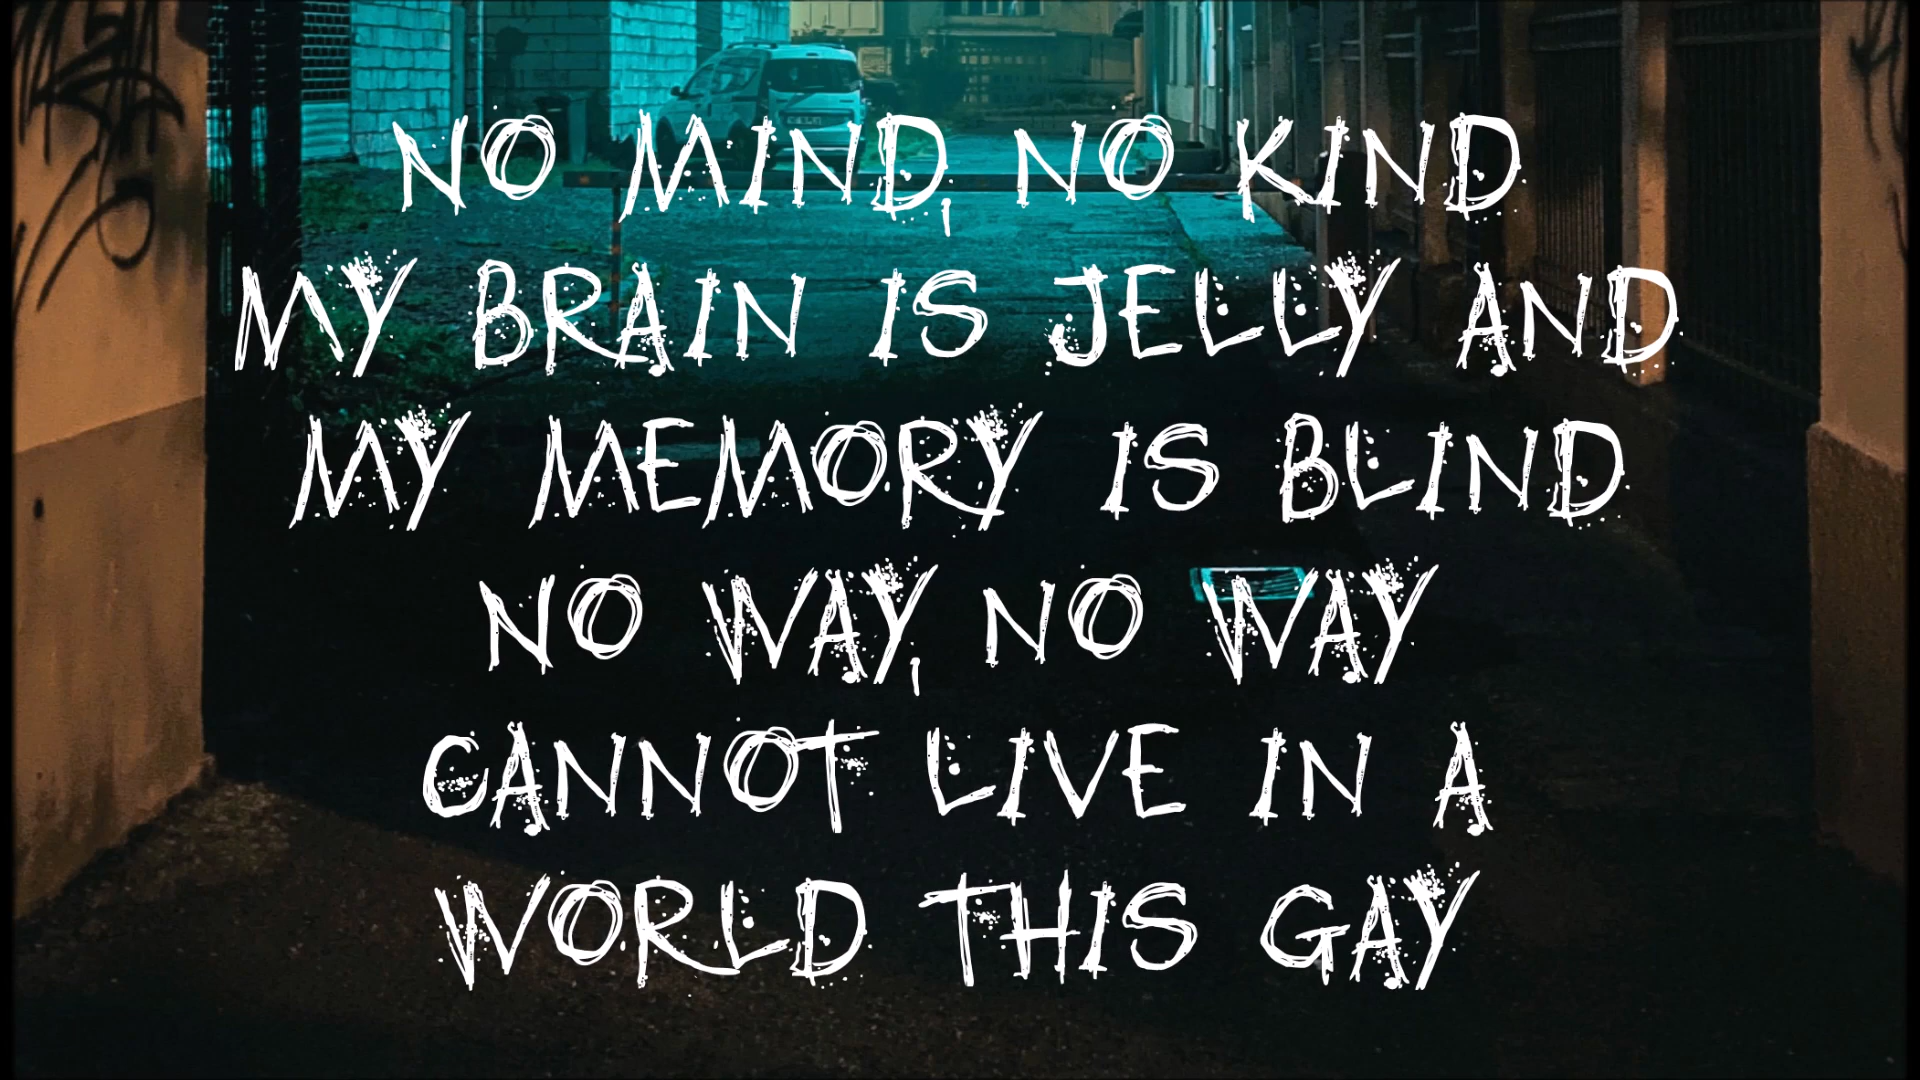 NO MIND, NO KIND
MY BRAIN IS JELLY AND
MY MEMORY IS BLIND
NO WAY, NO WAY
CANNOT LIVE IN A
WORLD THIS GAY